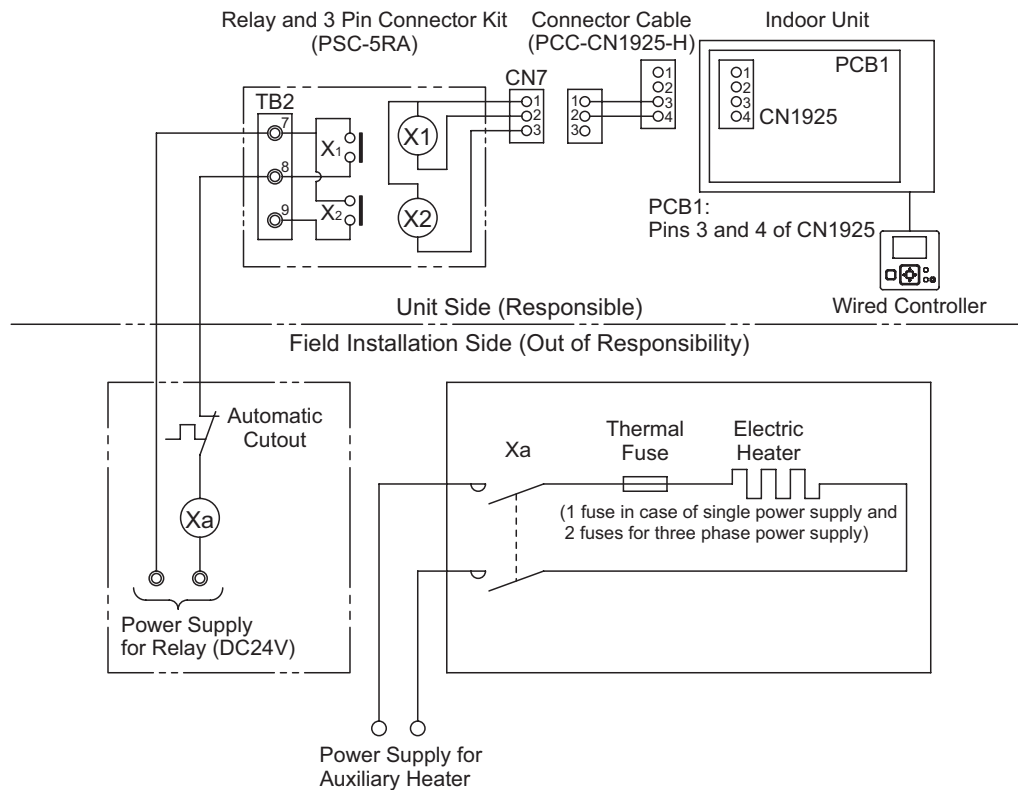 Relay and 3 Pin Connector Kit
(PSC-5RA)
Connector Cable
(PCC-CN1925-H)
Indoor Unit
TB2
7
8
9
X1
X2
X1
X2
CN7
1
2
3
1
2
3
1
2
3
4
1
2
3
4
PCB1
CN1925
PCB1:
Pins 3 and 4 of CN1925
Wired Controller
Unit Side (Responsible)
Field Installation Side (Out of Responsibility)
Automatic
Cutout
Xa
Power Supply
for Relay (DC24V)
Xa
Thermal
Fuse
Electric
Heater
(1 fuse in case of single power supply and
2 fuses for three phase power supply)
Power Supply for
Auxiliary Heater